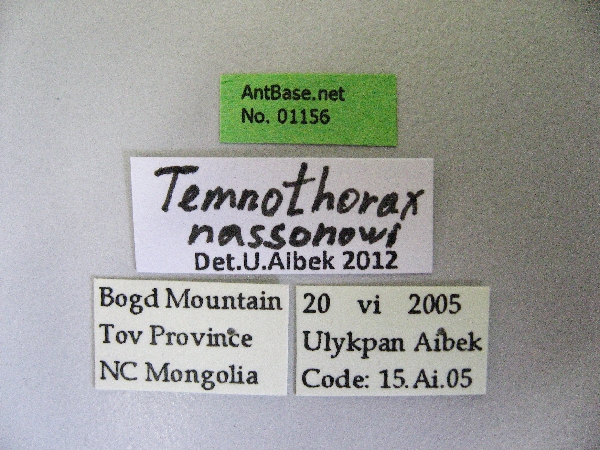 AntBase.net
No. 01156
Temnothorax
nassonowi
Det.U.Aibek 2012
Bogd Mountain
Tov Province
NC Mongolia
20 vi 2005
Ulykpan Aibek
Code: 15.Ai.05